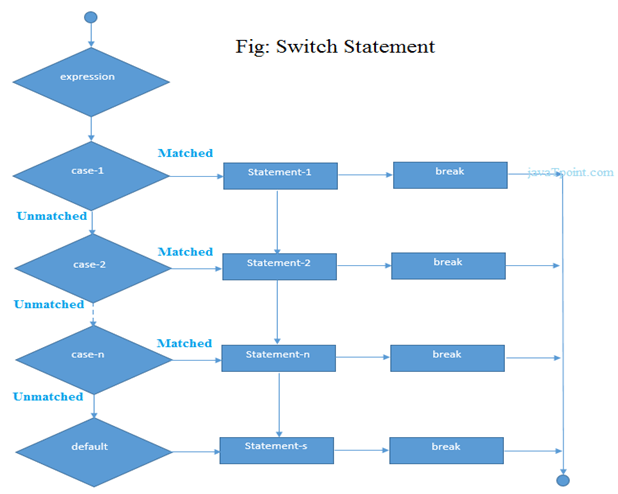 Fig: Switch Statement
expression
case-1
Matched
Statement-1
break
javaTpoint.com
Unmatched
case-2
Matched
Statement-2
break
Unmatched
case-n
Matched
Statement-n
break
Unmatched
default
Statement-s
break